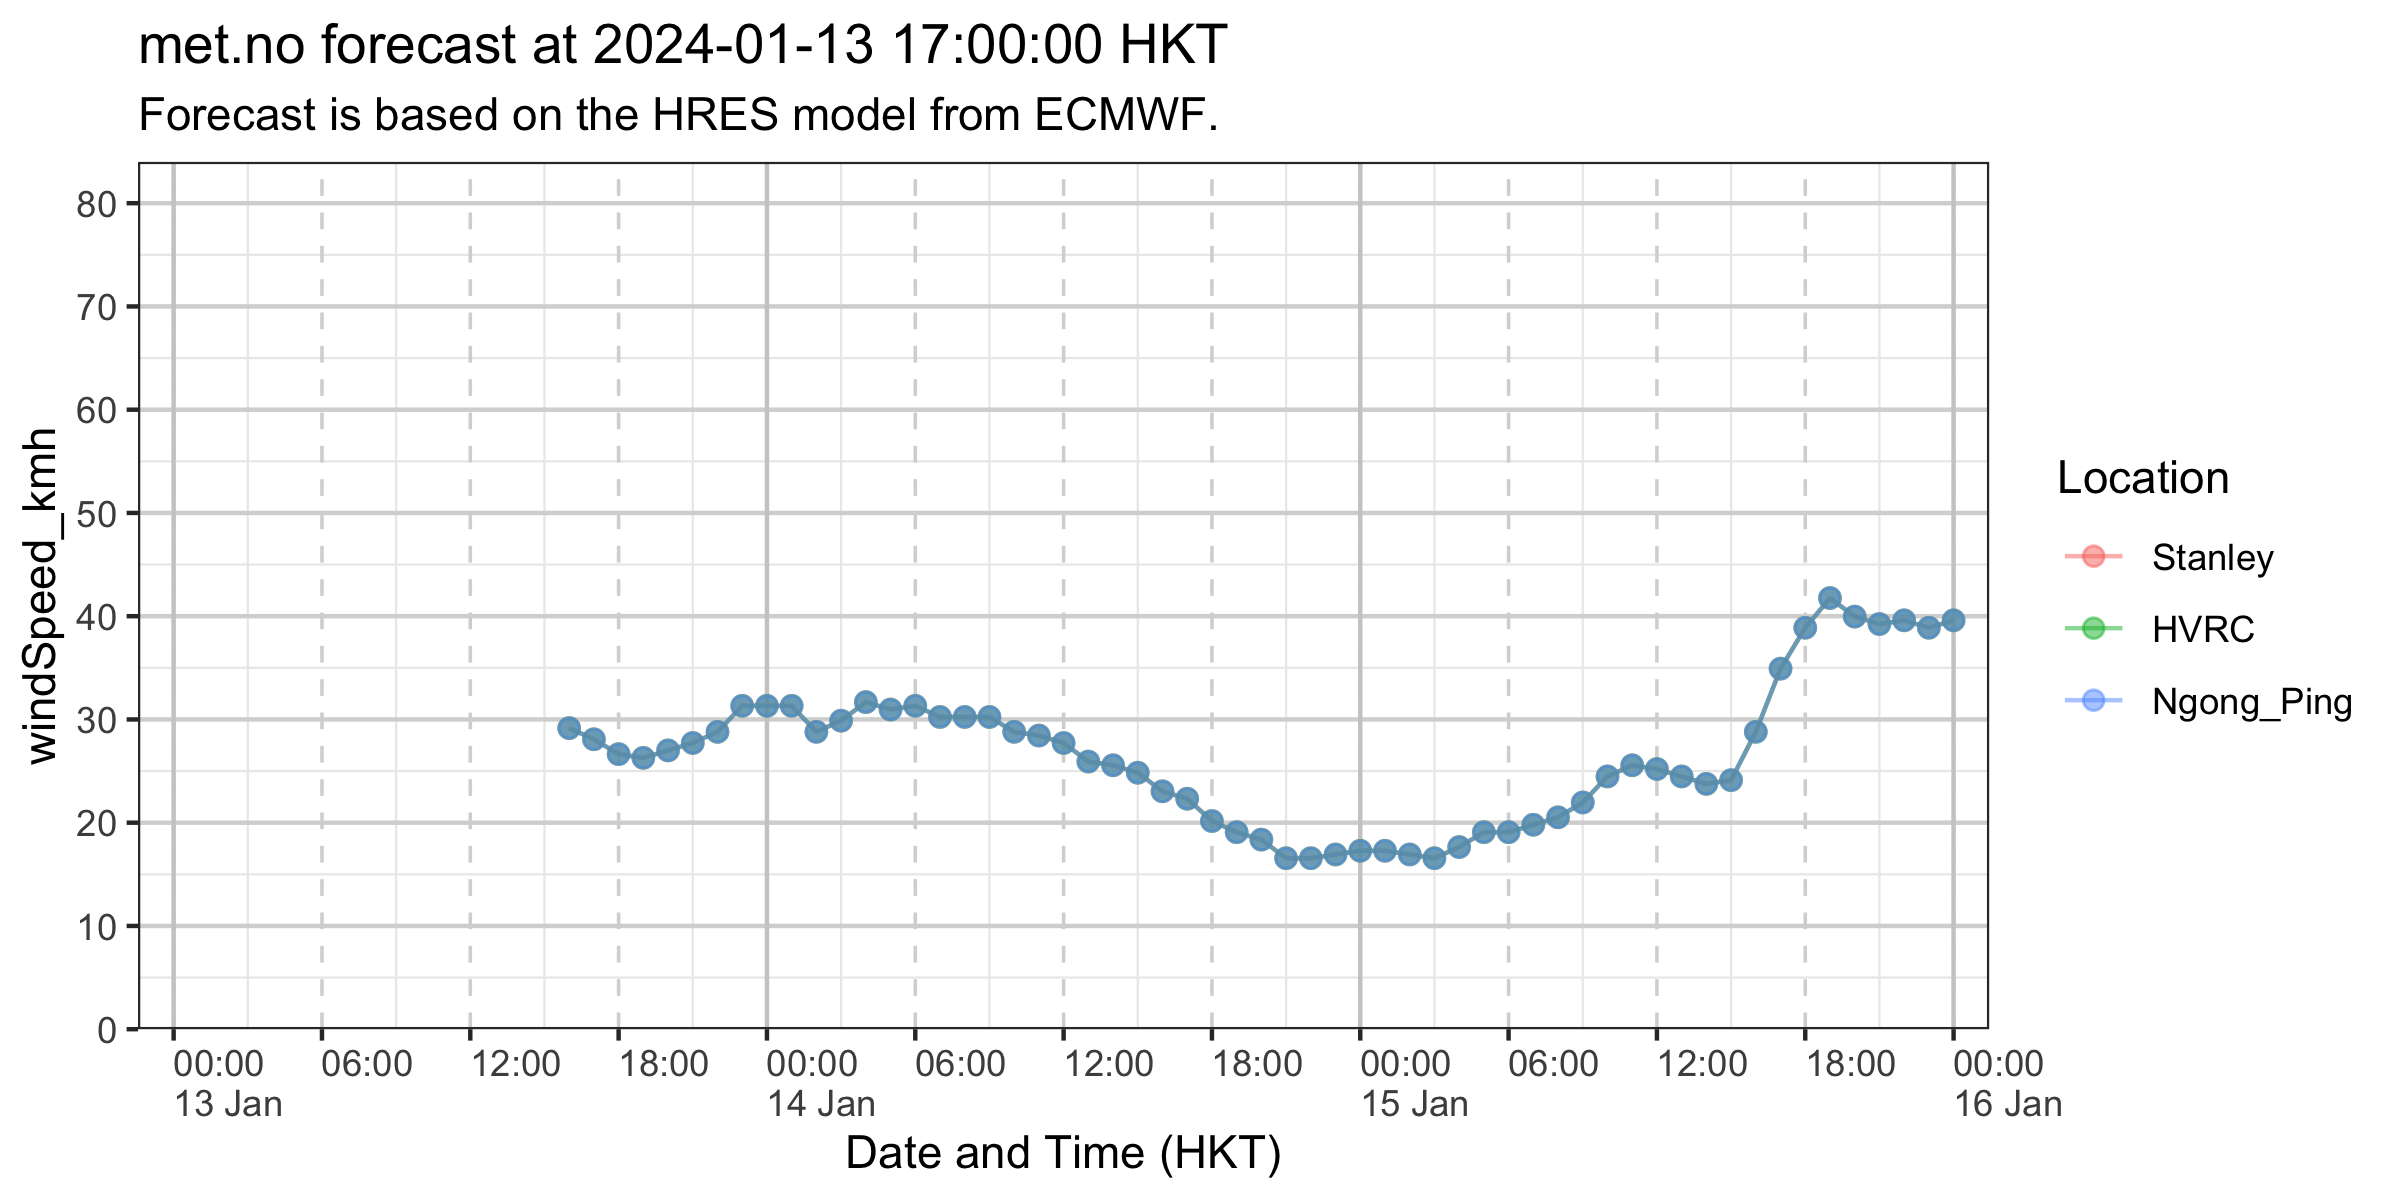 met.no forecast at 2024-01-13 17:00:00 HKT
Forecast is based on the HRES model from ECMWF.
windSpeed_kmh
80
70
60
50
40
30
20
10
0
00:00 06:00 12:00 18:00 00:00 06:00 12:00 18:00 00:00 06:00 12:00 18:00 00:00
13 Jan 14 Jan 15 Jan 16 Jan
Date and Time (HKT)
Location
Stanley
HVRC
Ngong_Ping